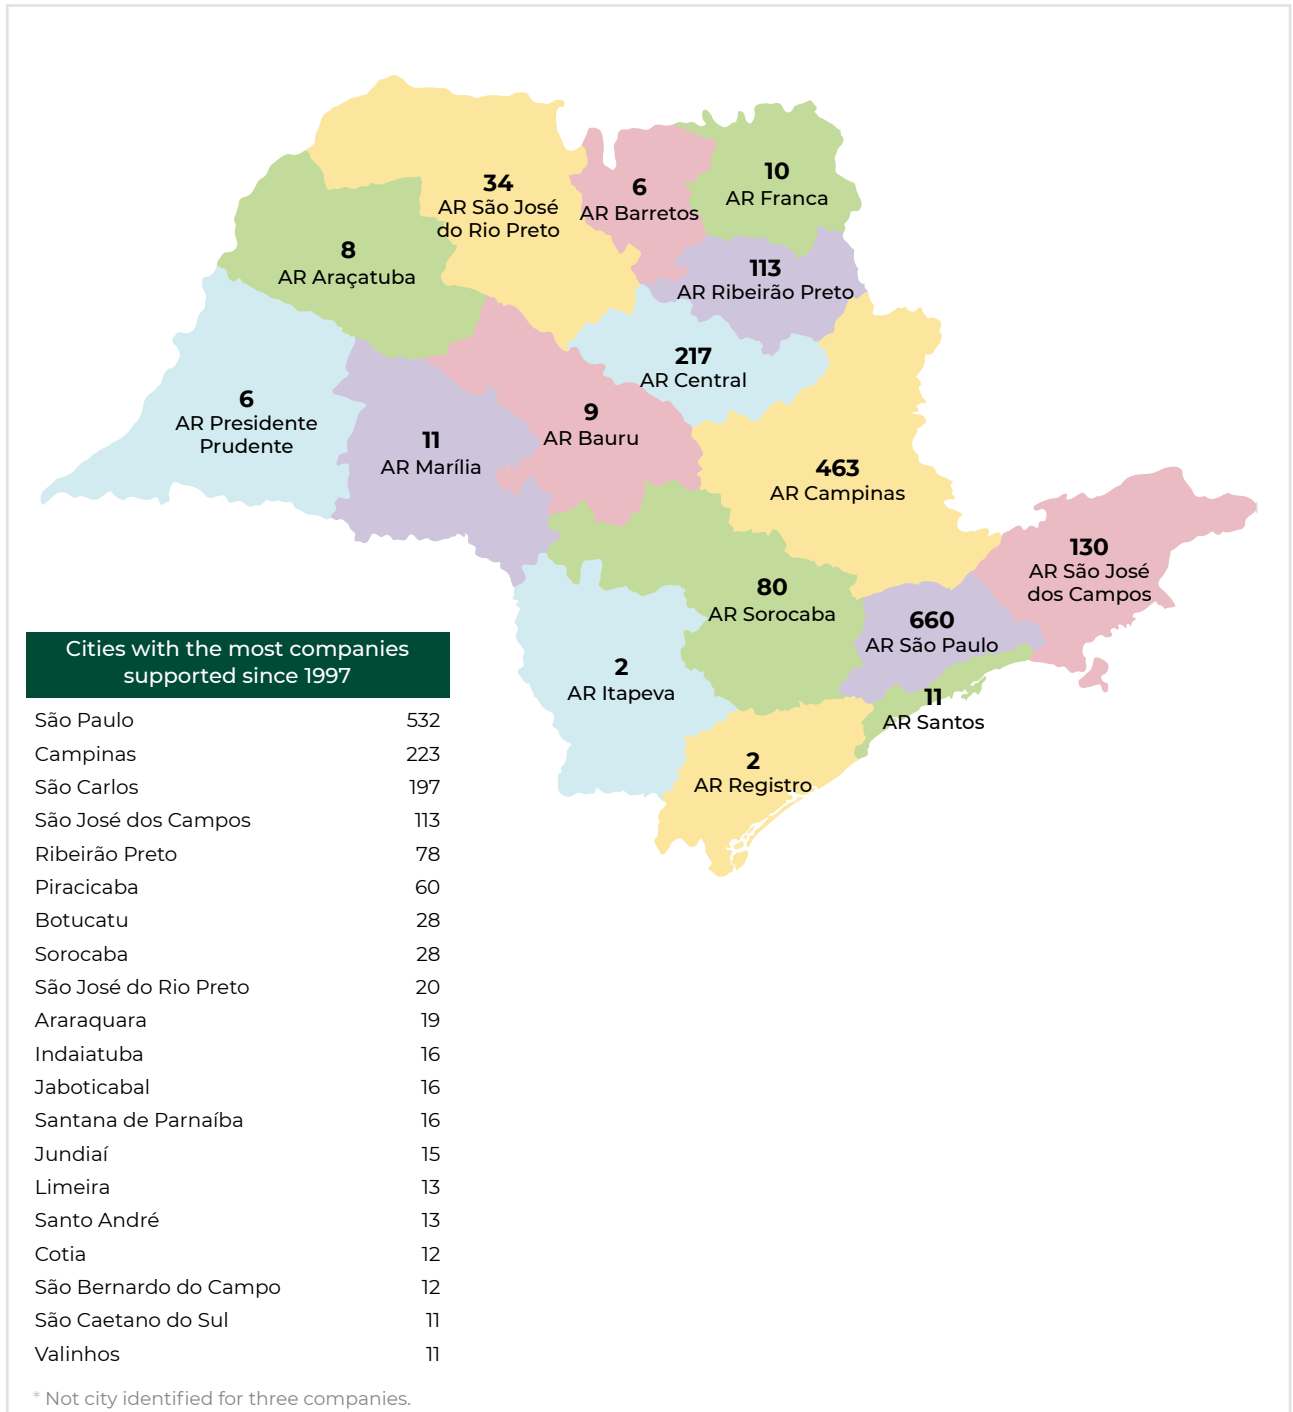 34
AR São José
do Rio Preto
6
AR Barretos
10
AR Franca
8
AR Araçatuba
113
AR Ribeirão Preto
217
AR Central
6
AR Presidente
Prudente
11
AR Marília
9
AR Bauru
463
AR Campinas
130
AR São José
dos Campos
80
AR Sorocaba
660
AR São Paulo
2
AR Itapeva
11
AR Santos
2
AR Registro
Cities with the most companies
supported since 1997
São Paulo 532
Campinas 223
São Carlos 197
São José dos Campos 113
Ribeirão Preto 78
Piracicaba 60
Botucatu 28
Sorocaba 28
São José do Rio Preto 20
Araraquara 19
Indaiatuba 16
Jaboticabal 16
Santana de Parnaíba 16
Jundiaí 15
Limeira 13
Santo André 13
Cotia 12
São Bernardo do Campo 12
São Caetano do Sul 11
Valinhos 11
* Not city identified for three companies.